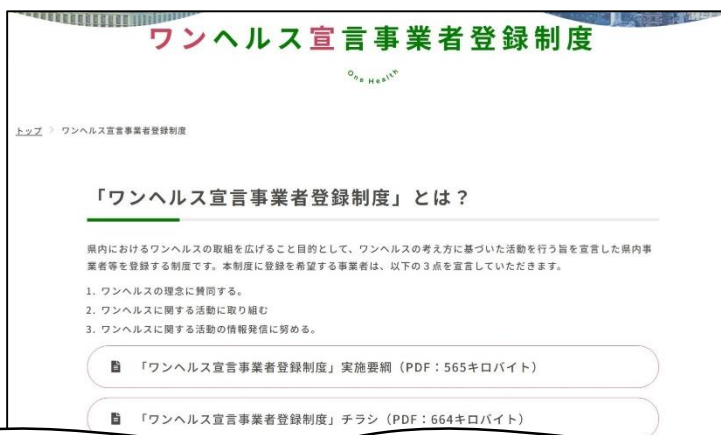 ワンヘルス宣言事業者登録制度
One Health
トップ > ワンヘルス宣言事業者登録制度
「ワンヘルス宣言事業者登録制度」とは？
県内におけるワンヘルスの取組を広げること目的として、ワンヘルスの考え方に基づいた活動を行う旨を宣言した県内事
業者等を登録する制度です。本制度に登録を希望する事業者は、以下の３点を宣言していただきます。
1. ワンヘルスの理念に賛同する。
2. ワンヘルスに関する活動に取り組む
3. ワンヘルスに関する活動の情報発信に努める。
「ワンヘルス宣言事業者登録制度」実施要綱（PDF：565キロバイト）
「ワンヘルス宣言事業者登録制度」チラシ（PDF：664キロバイト）